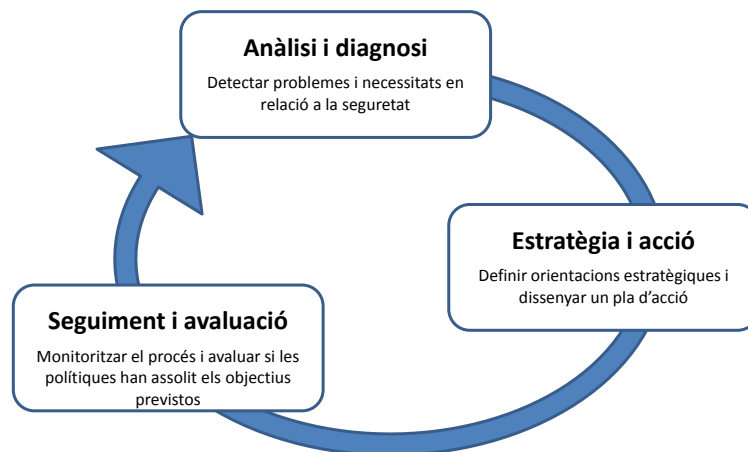 Anàlisi i diagnosi
Detectar problemes i necessitats en
relació a la seguretat
Estratègia i acció
Definir orientacions estratègiques i
dissenyar un pla d’acció
Seguiment i avaluació
Monitoritzar el procés i avaluar si les
polítiques han assolit els objectius
previstos